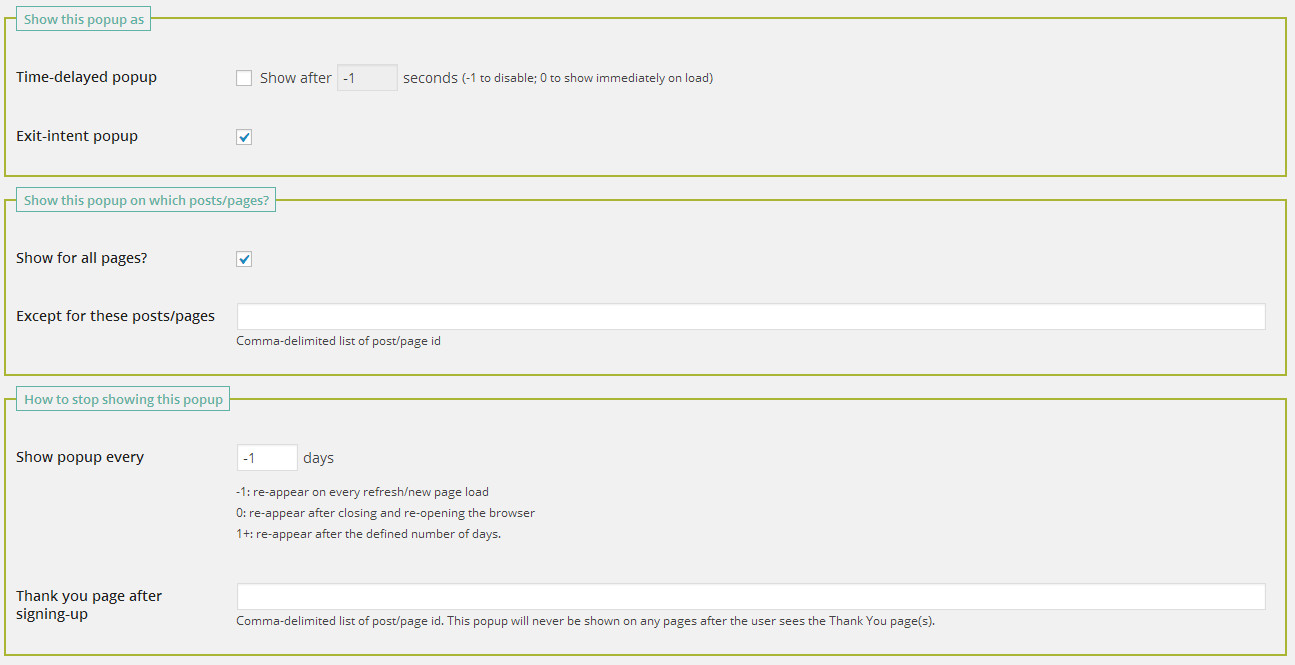 Show this popup as
Time-delayed popup Show after -1 seconds (-1 to disable; 0 to show immediately on load)
Exit-intent popup
Show this popup on which posts/pages?
Show for all pages?
Except for these posts/pages
Comma-delimited list of post/page id
How to stop showing this popup
Show popup every -1 days
-1: re-appear on every refresh/new page load
0: re-appear after closing and re-opening the browser
1+: re-appear after the defined number of days.
Thank you page after
signing-up
Comma-delimited list of post/page id. This popup will never be shown on any pages after the user sees the Thank You page(s).